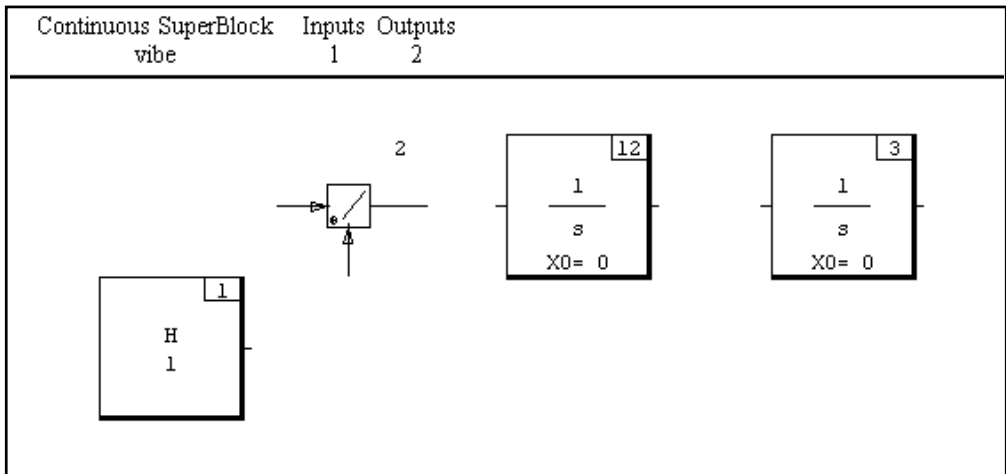 Continuous SuperBlock Inputs Outputs
vibe 1 2
2
12
1
s
X0= 0
3
1
s
X0= 0
1
H
1